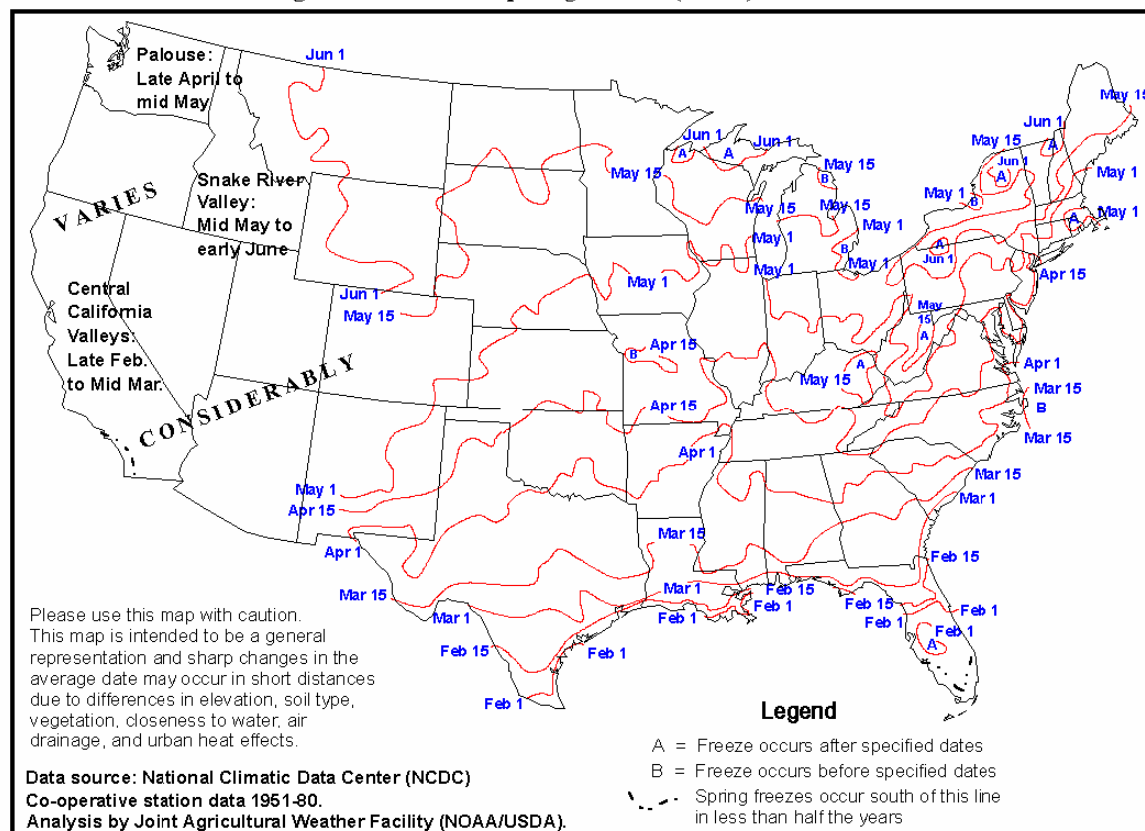 Palouse:
Late April to
mid May
Jun 1
Snake River
Valley:
Mid May to
early June
VARIES
CONSIDERABLY
Central
California
Valleys:
Late Feb.
to Mid Mar.
Jun 1
May 15
May 15
Jun 1
A
A
Jun 1
May 15
B
May 15
May 15
May 1
May 1
May 1
B
May 1
May 1
May 15
Jun 1
A
May 15
Jun 1
A
May 1
B
May 1
A
May 1
A
Jun 1
Apr 15
May
15
A
May 1
Apr 15
B
May 15
A
Apr 15
Apr 1
Apr 1
Mar 15
B
Mar 15
Mar 15
Mar 1
May 1
Apr 15
Apr 1
Mar 15
Mar 15
Mar 1
Mar 1
Feb 15
Feb 1
Feb 1
Feb 1
Feb 1
Feb 15
Feb 15
Feb 1
Feb 15
Feb 1
Feb 1
A
Please use this map with caution.
This map is intended to be a general
representation and sharp changes in the
average date may occur in short distances
due to differences in elevation, soil type,
vegetation, closeness to water, air
drainage, and urban heat effects.
Data source: National Climatic Data Center (NCDC)
Co-operative station data 1951-80.
Analysis by Joint Agricultural Weather Facility (NOAA/USDA).
Legend
A = Freeze occurs after specified dates
B = Freeze occurs before specified dates
Spring freezes occur south of this line
in less than half the years